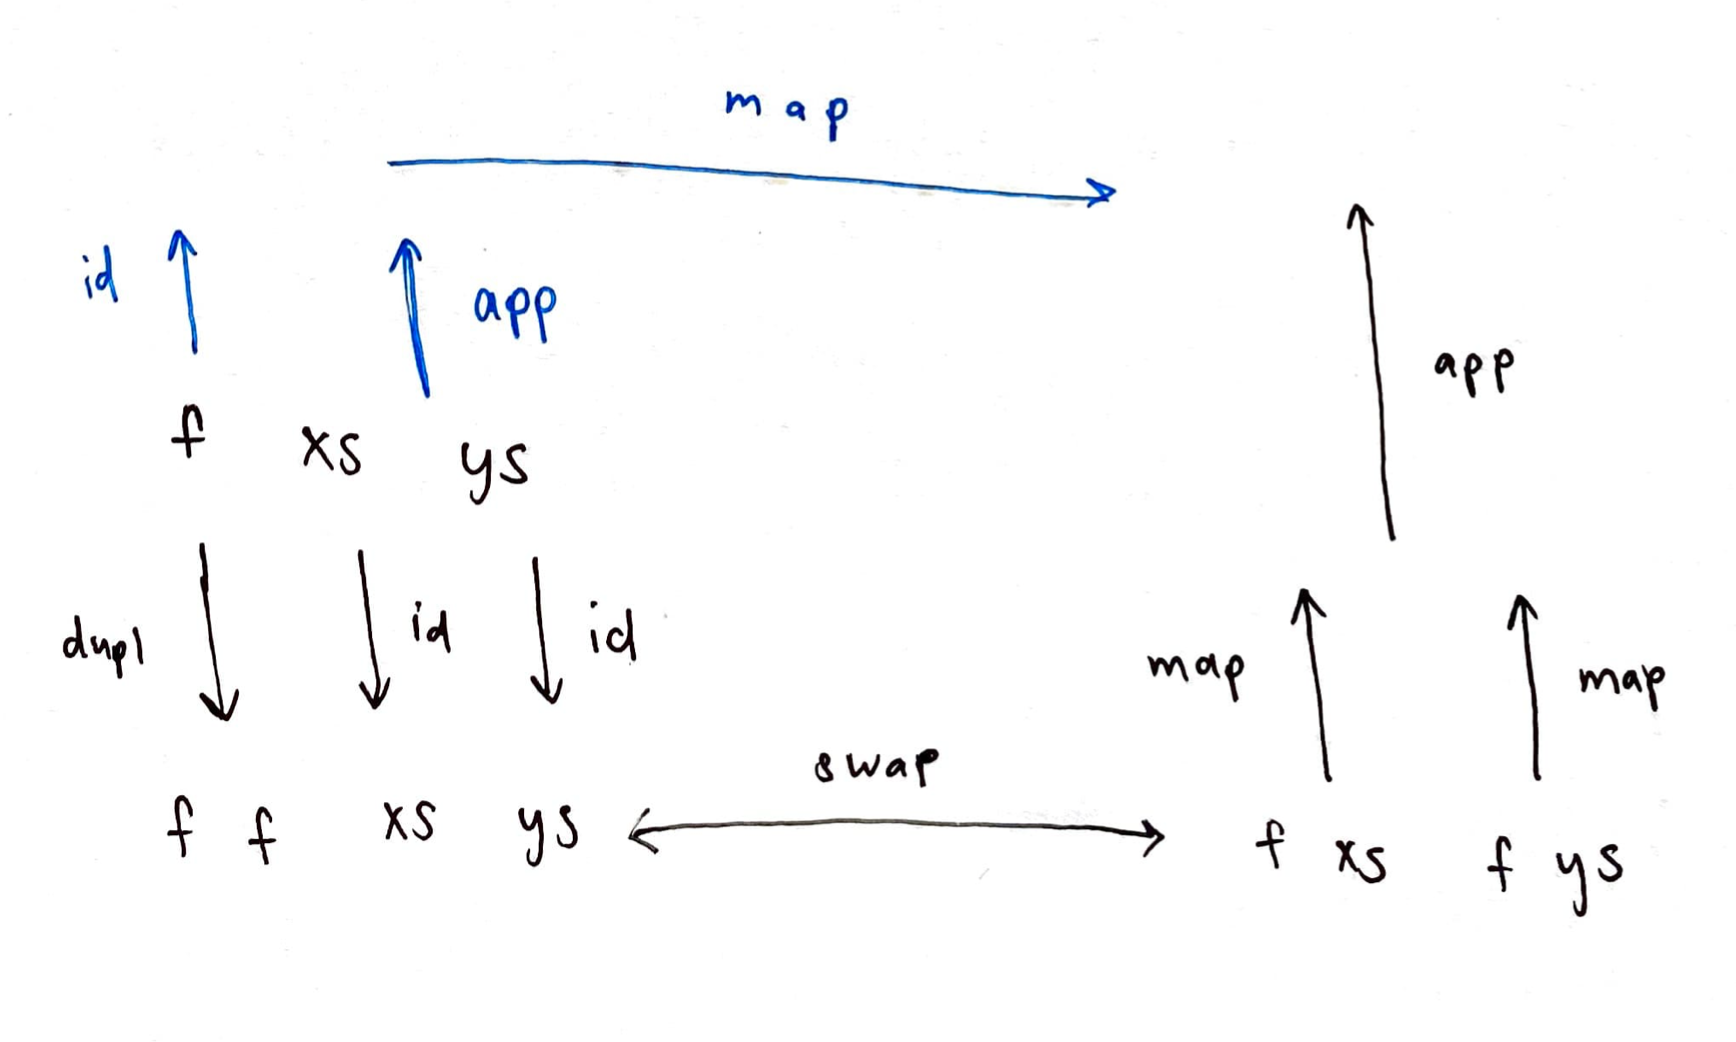 map
id
app
app
f xs ys
dupl id id
map map
swap
f f xs ys
f xs f ys